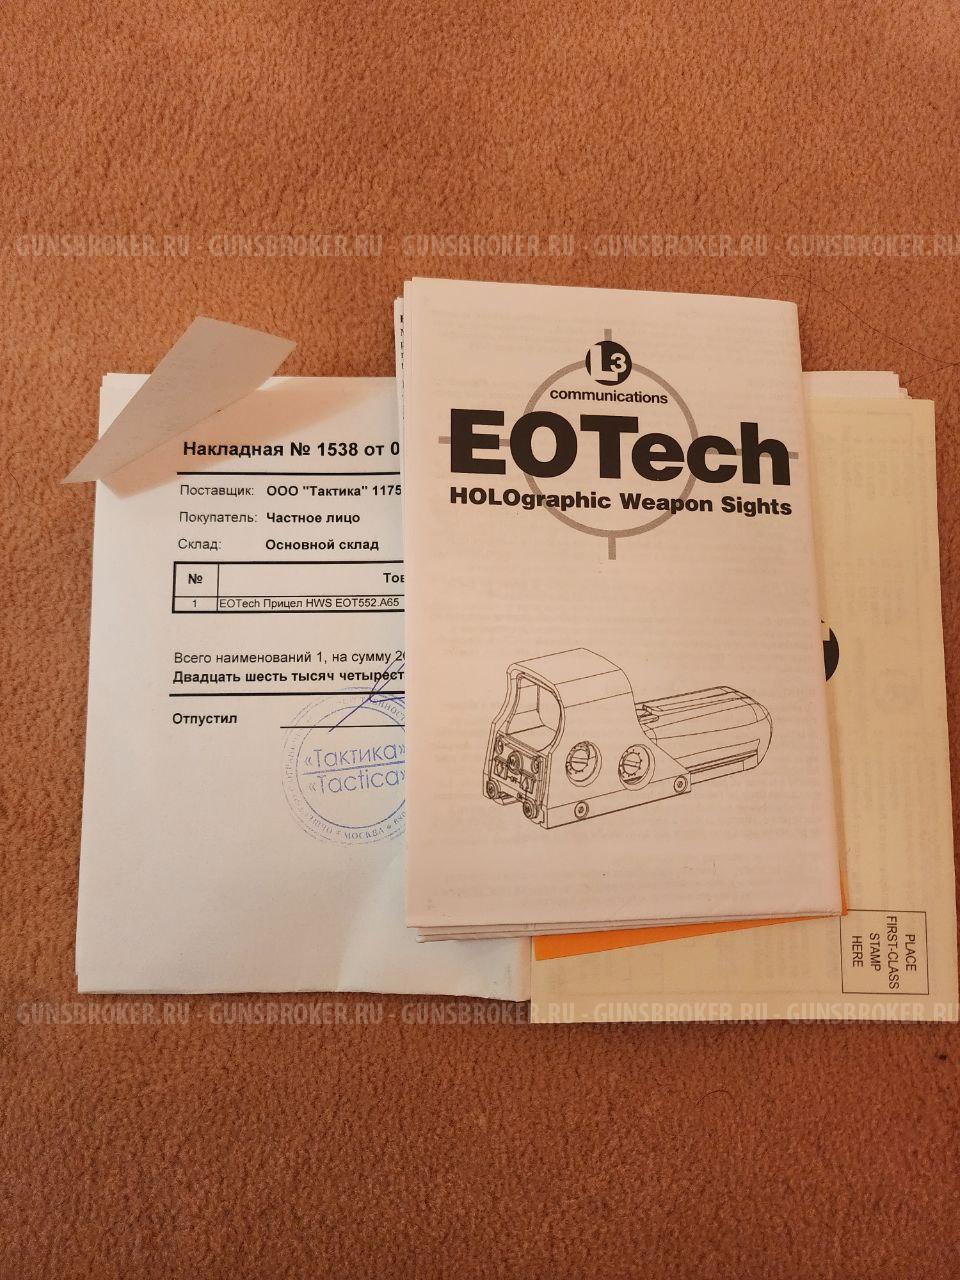 GUNSBROKER.RU - GUNSBROKER.RU - GUNSBROKER.RU - GUNSBROKER.RU - GUNSBROKER.RU
L3
communications
EOTech
HOLOgraphic Weapon Sights
Накладная № 1538 от 0
Поставщик: ООО "Тактика" 1175
Покупатель: Частное лицо
Склад: Основной склад
№ Тов
1 EOTech Прицел HWS EOT552.A65
Всего наименований 1, на сумму 2
Двадцать шесть тысяч четырест
Отпустил
«Тактика»
«Tactica»
МОСКВА
PLACE
FIRST-CLASS
STAMP
HERE
GUNSBROKER.RU - GUNSBROKER.RU - GUNSBROKER.RU - GUNSBROKER.RU - GUNSBROKER.RU